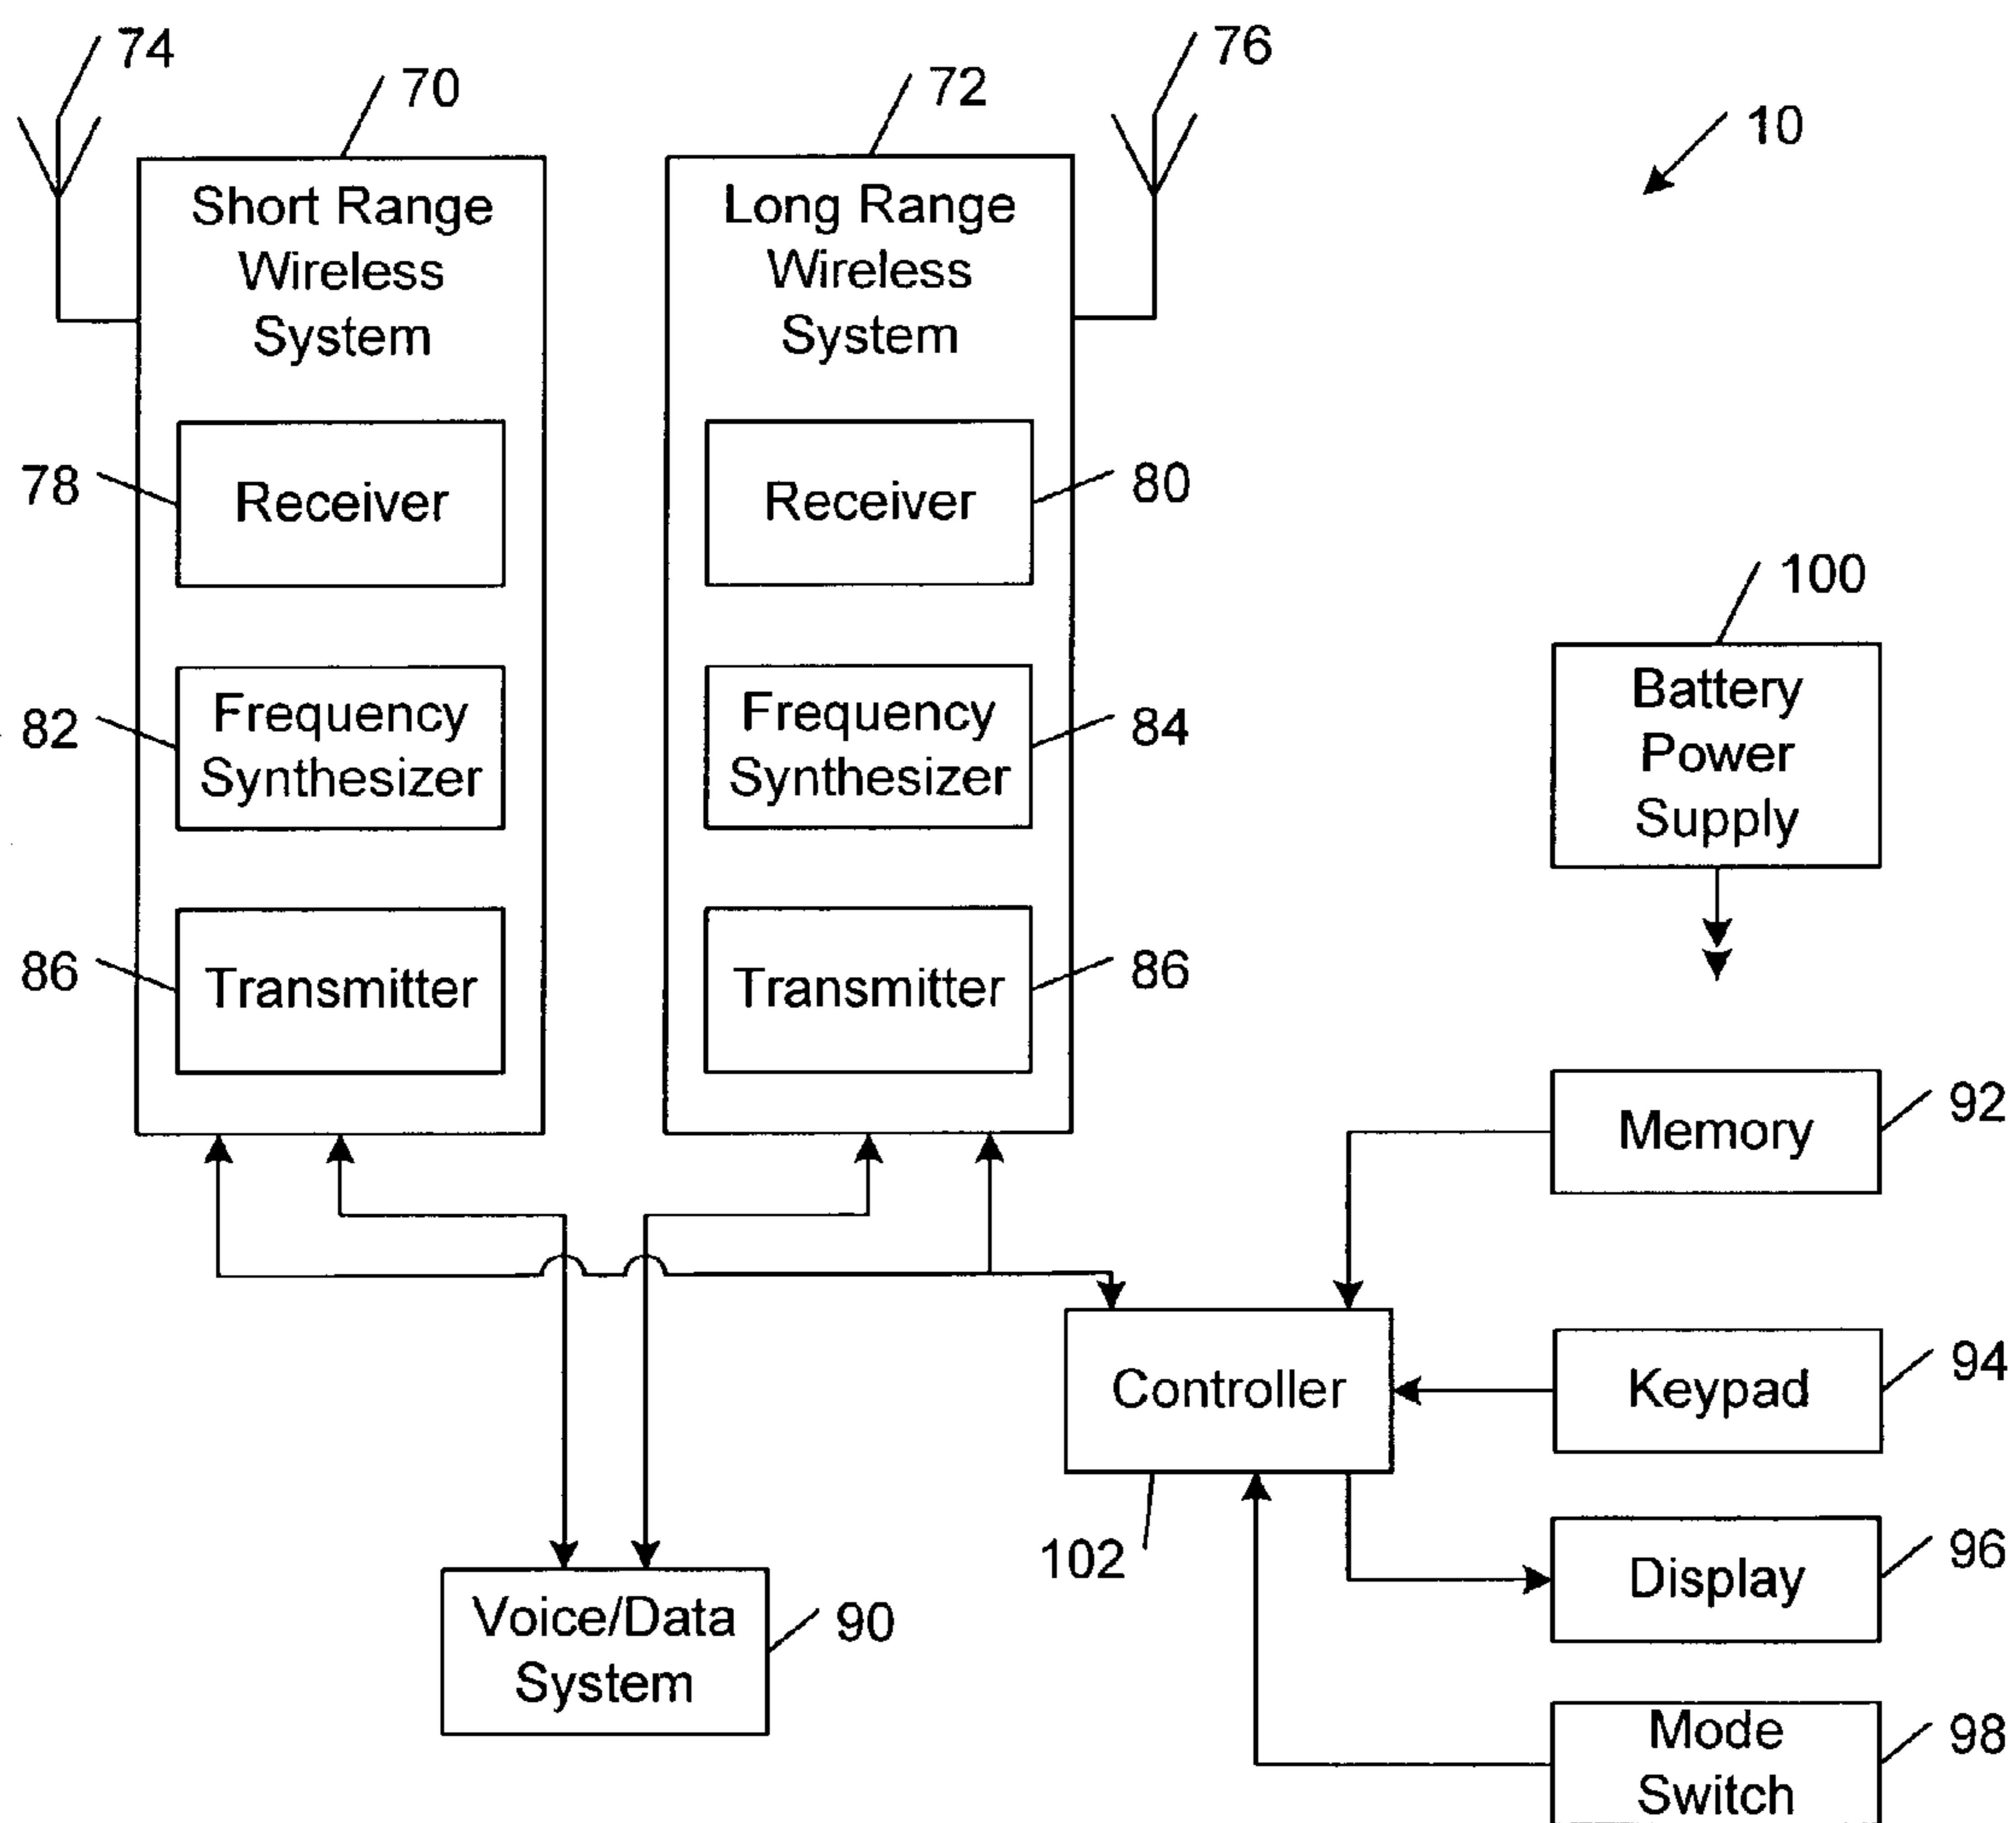 74
70
72
76
10
Short Range
Wireless
System
Long Range
Wireless
System
78
Receiver
Receiver
80
100
Battery
Power
Supply
82
Frequency
Synthesizer
Frequency
Synthesizer
84
86
Transmitter
Transmitter
86
Memory
92
Controller
102
Keypad
94
Display
96
Voice/Data
System
90
Mode
Switch
98